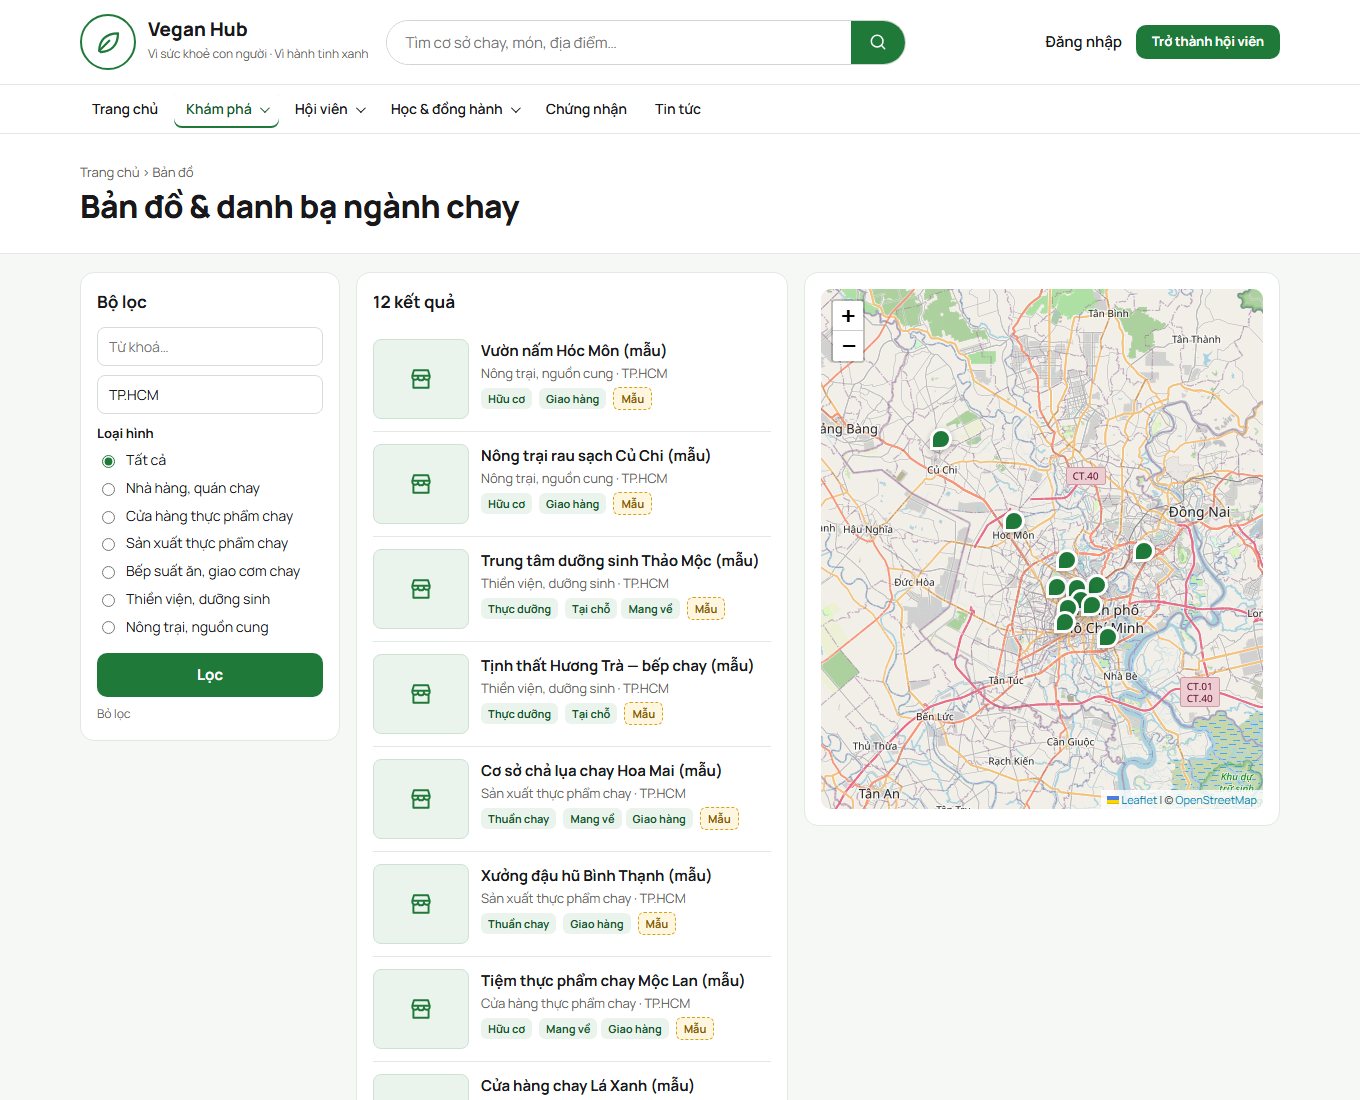 Vegan Hub
Vì sức khoẻ con người · Vì hành tinh xanh
Tìm cơ sở chay, món, địa điểm...
Đăng nhập
Trở thành hội viên
Trang chủ
Khám phá
Hội viên
Học & đồng hành
Chứng nhận
Tin tức
Trang chủ › Bản đồ
Bản đồ & danh bạ ngành chay
Bộ lọc
Từ khoá...
TP.HCM
Loại hình
Tất cả
Nhà hàng, quán chay
Cửa hàng thực phẩm chay
Sản xuất thực phẩm chay
Bếp suất ăn, giao cơm chay
Thiền viện, dưỡng sinh
Nông trại, nguồn cung
Lọc
Bỏ lọc
12 kết quả
Vườn nấm Hóc Môn (mẫu)
Nông trại, nguồn cung · TP.HCM
Hữu cơ Giao hàng Mẫu
Nông trại rau sạch Củ Chi (mẫu)
Nông trại, nguồn cung · TP.HCM
Hữu cơ Giao hàng Mẫu
Trung tâm dưỡng sinh Thảo Mộc (mẫu)
Thiền viện, dưỡng sinh · TP.HCM
Thực dưỡng Tại chỗ Mang về Mẫu
Tịnh thất Hương Trà — bếp chay (mẫu)
Thiền viện, dưỡng sinh · TP.HCM
Thực dưỡng Tại chỗ Mẫu
Cơ sở chả lụa chay Hoa Mai (mẫu)
Sản xuất thực phẩm chay · TP.HCM
Thuần chay Mang về Giao hàng Mẫu
Xưởng đậu hũ Bình Thạnh (mẫu)
Sản xuất thực phẩm chay · TP.HCM
Thuần chay Giao hàng Mẫu
Tiệm thực phẩm chay Mộc Lan (mẫu)
Cửa hàng thực phẩm chay · TP.HCM
Hữu cơ Mang về Giao hàng Mẫu
Cửa hàng chay Lá Xanh (mẫu)
+
−
Tân Bình
Tân Thành
ảng Bàng
Củ Chi
CT.40
Đồng Nai
Hậu Nghĩa
Hóc Môn
Đức Hòa
nh phố
ồ Chí Minh
Tân Túc
Nhà Bè
CT.01
CT.40
Bến Lức
Cần Giuộc
Thủ Thừa
Rạch Kiến
Tân An
Khu dự
trữ sinh
Leaflet | © OpenStreetMap